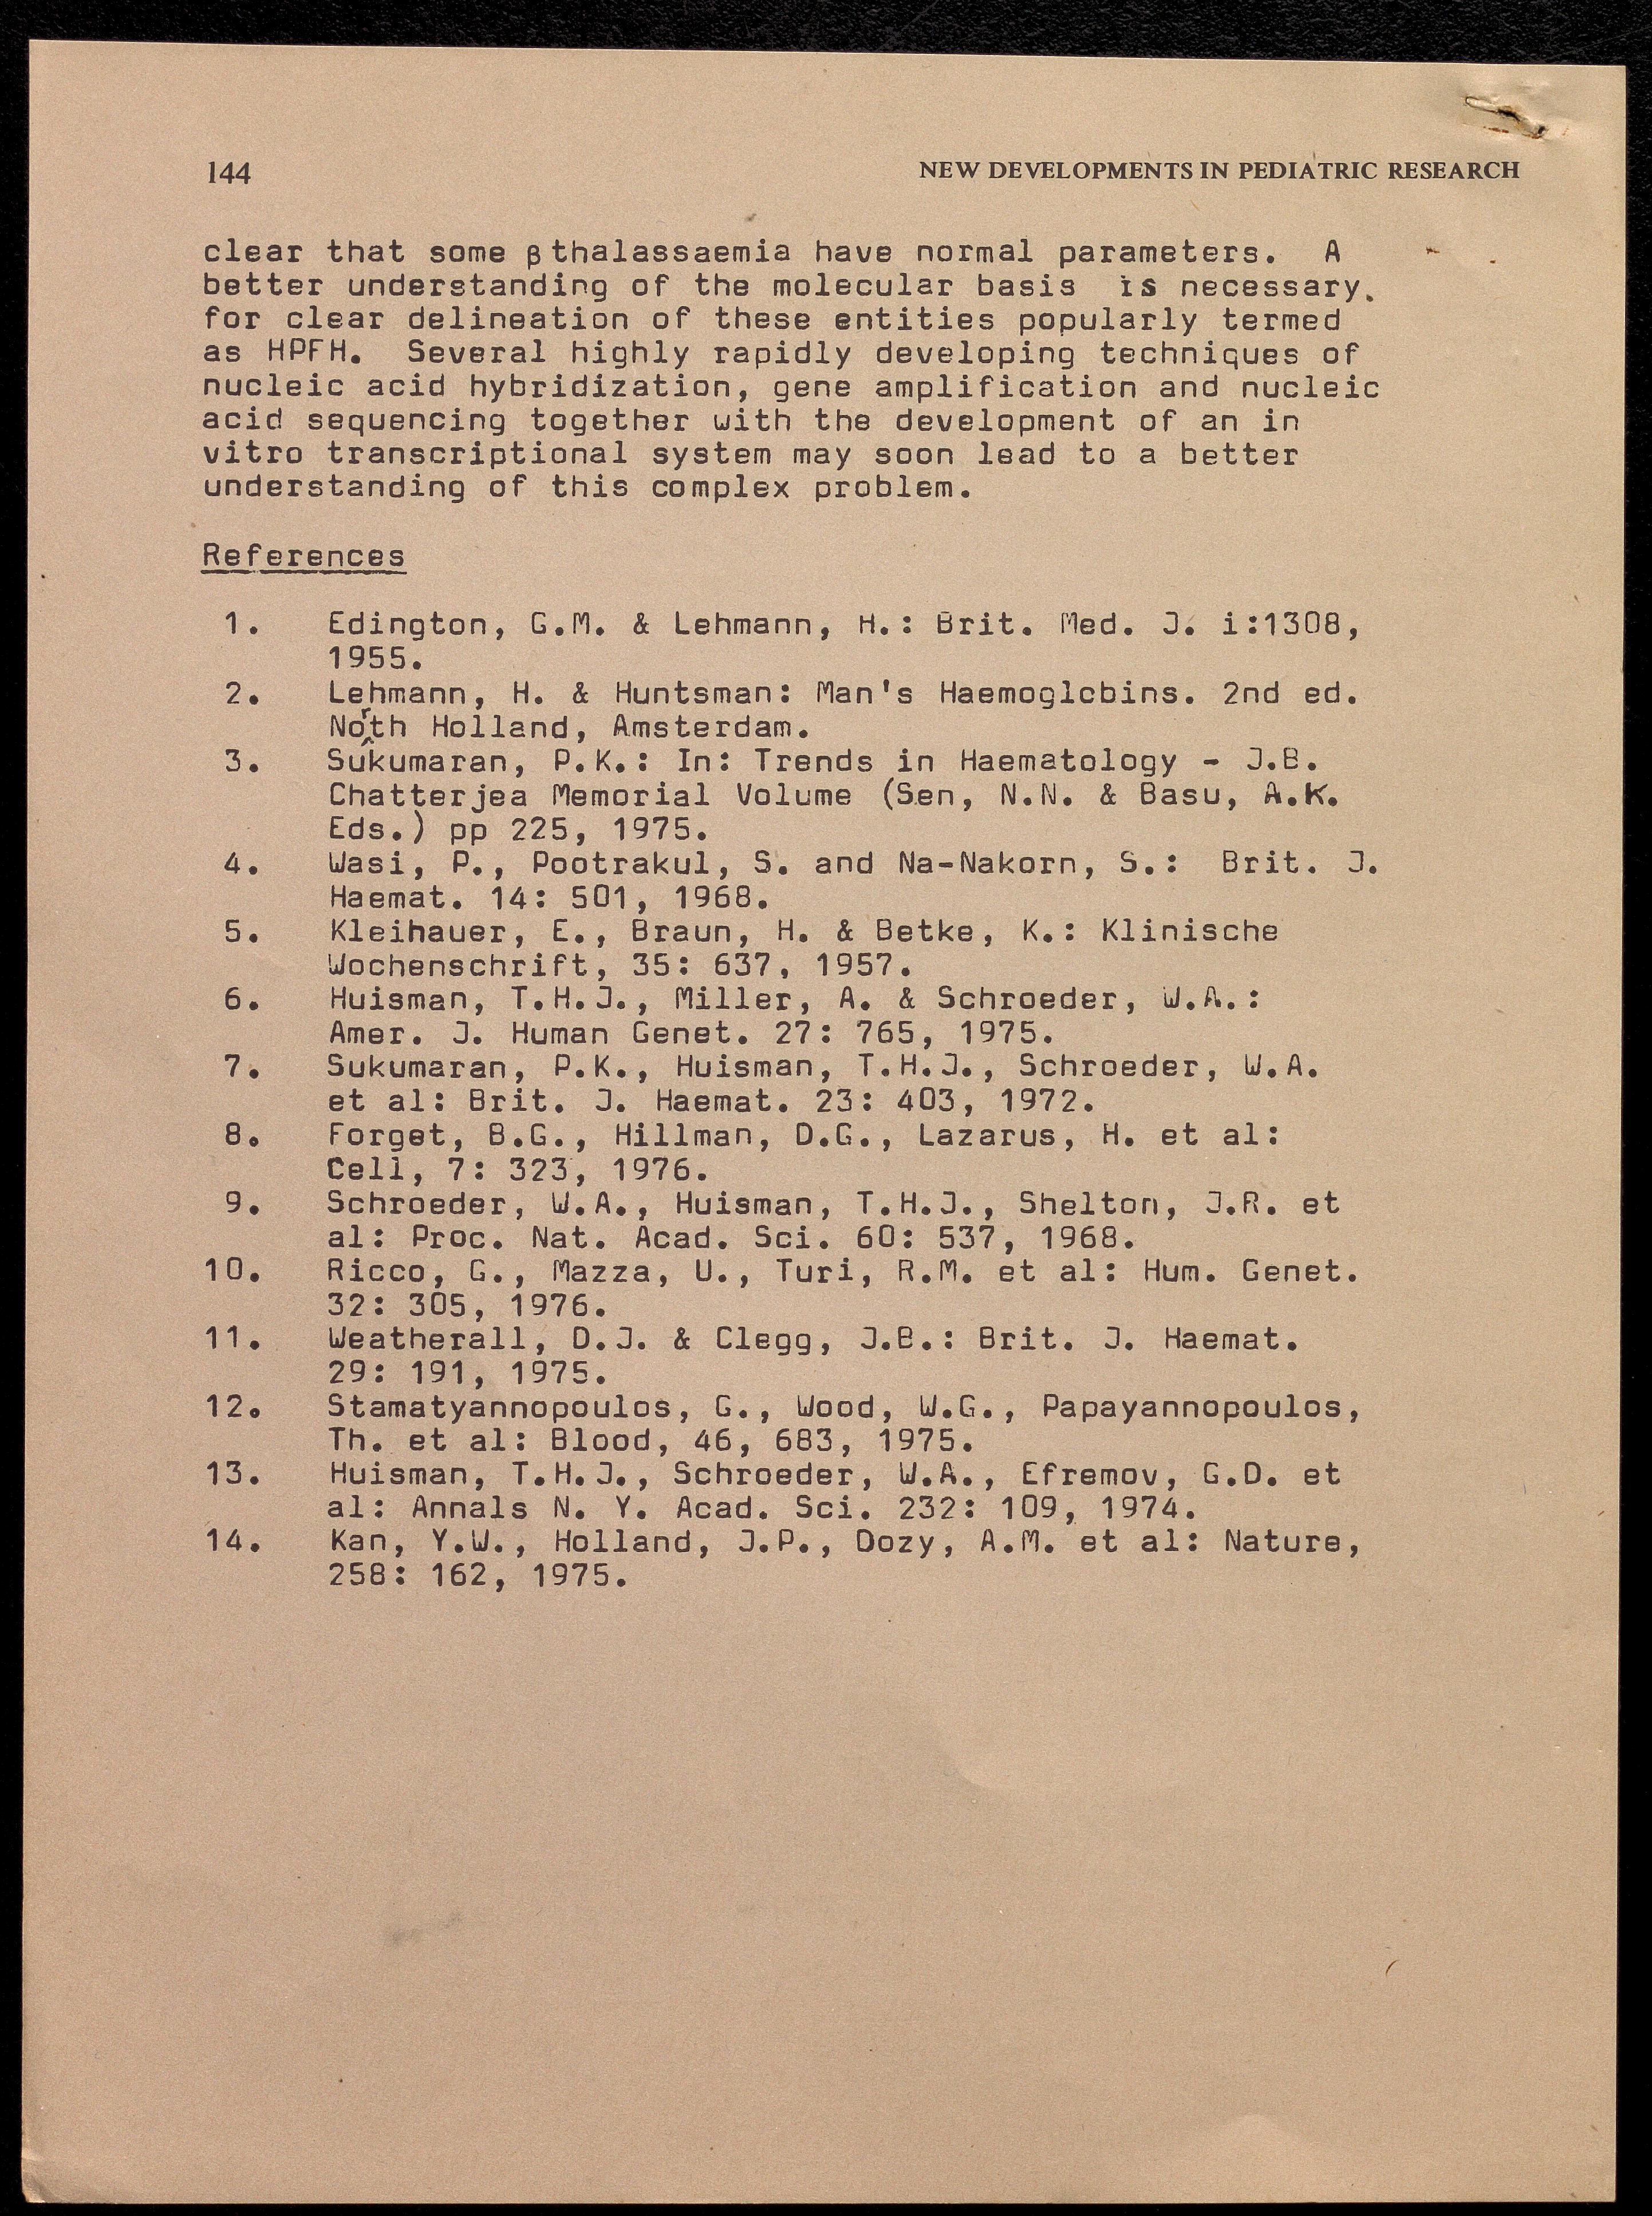 144 NEW DEVELOPMENTS IN PEDIATRIC RESEARCH
clear that some β thalassaemia have normal parameters. A
better understanding of the molecular basis is necessary.
for clear delineation of these entities popularly termed
as HPFH. Several highly rapidly developing techniques of
nucleic acid hybridization, gene amplification and nucleic
acid sequencing together with the development of an in
vitro transcriptional system may soon lead to a better
understanding of this complex problem.
References
1. Edington, G.M. & Lehmann, H.: Brit. Med. J. i:1308,
1955.
2. Lehmann, H. & Huntsman: Man's Haemoglobins. 2nd ed.
North Holland, Amsterdam.
3. Sukumaran, P.K.: In: Trends in Haematology - J.B.
Chatterjea Memorial Volume (Sen, N.N. & Basu, A.K.
Eds.) pp 225, 1975.
4. Wasi, P., Pootrakul, S. and Na-Nakorn, S.: Brit. J.
Haemat. 14: 501, 1968.
5. Kleihauer, E., Braun, H. & Betke, K.: Klinische
Wochenschrift, 35: 637, 1957.
6. Huisman, T.H.J., Miller, A. & Schroeder, W.A.:
Amer. J. Human Genet. 27: 765, 1975.
7. Sukumaran, P.K., Huisman, T.H.J., Schroeder, W.A.
et al: Brit. J. Haemat. 23: 403, 1972.
8. Forget, B.G., Hillman, D.G., Lazarus, H. et al:
Cell, 7: 323, 1976.
9. Schroeder, W.A., Huisman, T.H.J., Shelton, J.R. et
al: Proc. Nat. Acad. Sci. 60: 537, 1968.
10. Ricco, G., Mazza, U., Turi, R.M. et al: Hum. Genet.
32: 305, 1976.
11. Weatherall, D.J. & Clegg, J.B.: Brit. J. Haemat.
29: 191, 1975.
12. Stamatyannopoulos, G., Wood, W.G., Papayannopoulos,
Th. et al: Blood, 46, 683, 1975.
13. Huisman, T.H.J., Schroeder, W.A., Efremov, G.D. et
al: Annals N. Y. Acad. Sci. 232: 109, 1974.
14. Kan, Y.W., Holland, J.P., Dozy, A.M. et al: Nature,
258: 162, 1975.